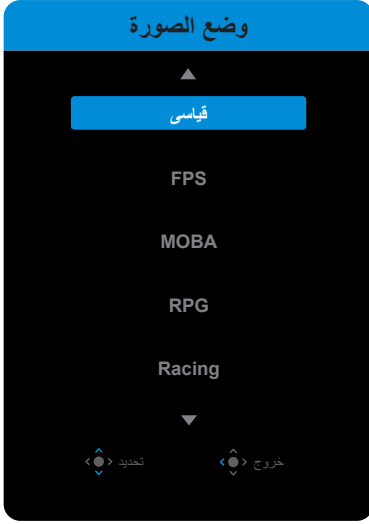 وضع الصورة
قياسى
FPS
MOBA
RPG
Racing
خروج
تحديد